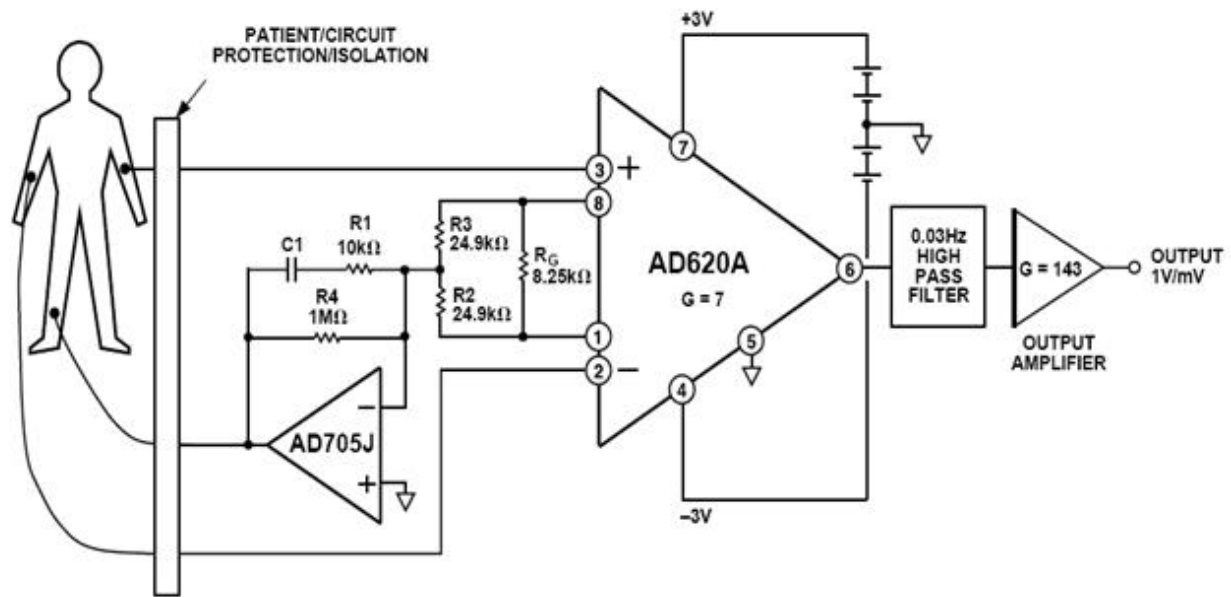 PATIENT/CIRCUIT
PROTECTION/ISOLATION
+3V
7
3
+
8
R1
10kΩ
C1
R3
24.9kΩ
RG
8.25kΩ
R4
1MΩ
R2
24.9kΩ
AD620A
G = 7
6
0.03Hz
HIGH
PASS
FILTER
G = 143
OUTPUT
1V/mV
OUTPUT
AMPLIFIER
1
5
2
−
4
−
AD705J
+
−3V